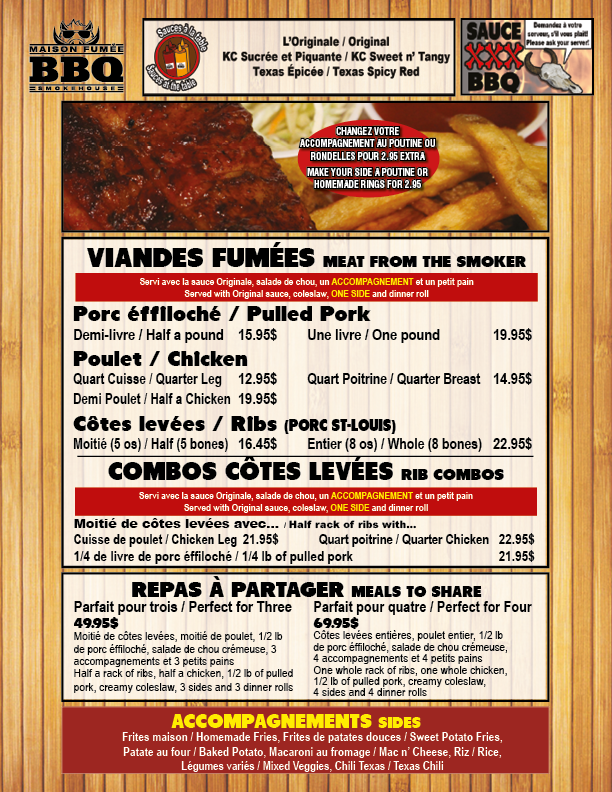 MAISON FUMÉE
BBQ
SMOKEHOUSE
Sauces à la table
Sauces at the table
L'Originale / Original
KC Sucrée et Piquante / KC Sweet n' Tangy
Texas Épicée / Texas Spicy Red
SAUCE
XXX
BBQ
Demandez à votre
serveur, s'il vous plait!
Please ask your server!
CHANGEZ VOTRE
ACCOMPAGNEMENT AU POUTINE OU
RONDELLES POUR 2.95 EXTRA
MAKE YOUR SIDE A POUTINE OR
HOMEMADE RINGS FOR 2.95
VIANDES FUMÉES MEAT FROM THE SMOKER
Servi avec la sauce Originale, salade de chou, un ACCOMPAGNEMENT et un petit pain
Served with Original sauce, coleslaw, ONE SIDE and dinner roll
Porc éffiloché / Pulled Pork
Demi-livre / Half a pound 15.95$ Une livre / One pound 19.95$
Poulet / Chicken
Quart Cuisse / Quarter Leg 12.95$ Quart Poitrine / Quarter Breast 14.95$
Demi Poulet / Half a Chicken 19.95$
Côtes levées / Ribs (PORC ST-LOUIS)
Moitié (5 os) / Half (5 bones) 16.45$ Entier (8 os) / Whole (8 bones) 22.95$
COMBOS CÔTES LEVÉES RIB COMBOS
Servi avec la sauce Originale, salade de chou, un ACCOMPAGNEMENT et un petit pain
Served with Original sauce, coleslaw, ONE SIDE and dinner roll
Moitié de côtes levées avec... / Half rack of ribs with...
Cuisse de poulet / Chicken Leg 21.95$ Quart poitrine / Quarter Chicken 22.95$
1/4 de livre de porc éffiloché / 1/4 lb of pulled pork 21.95$
REPAS À PARTAGER MEALS TO SHARE
Parfait pour trois / Perfect for Three
49.95$
Moitié de côtes levées, moitié de poulet, 1/2 lb
de porc éffiloché, salade de chou crémeuse, 3
accompagnements et 3 petits pains
Half a rack of ribs, half a chicken, 1/2 lb of pulled
pork, creamy coleslaw, 3 sides and 3 dinner rolls
Parfait pour quatre / Perfect for Four
69.95$
Côtes levées entières, poulet entier, 1/2 lb
de porc éffiloché, salade de chou crémeuse,
4 accompagnements et 4 petits pains
One whole rack of ribs, one whole chicken,
1/2 lb of pulled pork, creamy coleslaw,
4 sides and 4 dinner rolls
ACCOMPAGNEMENTS SIDES
Frites maison / Homemade Fries, Frites de patates douces / Sweet Potato Fries,
Patate au four / Baked Potato, Macaroni au fromage / Mac n' Cheese, Riz / Rice,
Légumes variés / Mixed Veggies, Chili Texas / Texas Chili